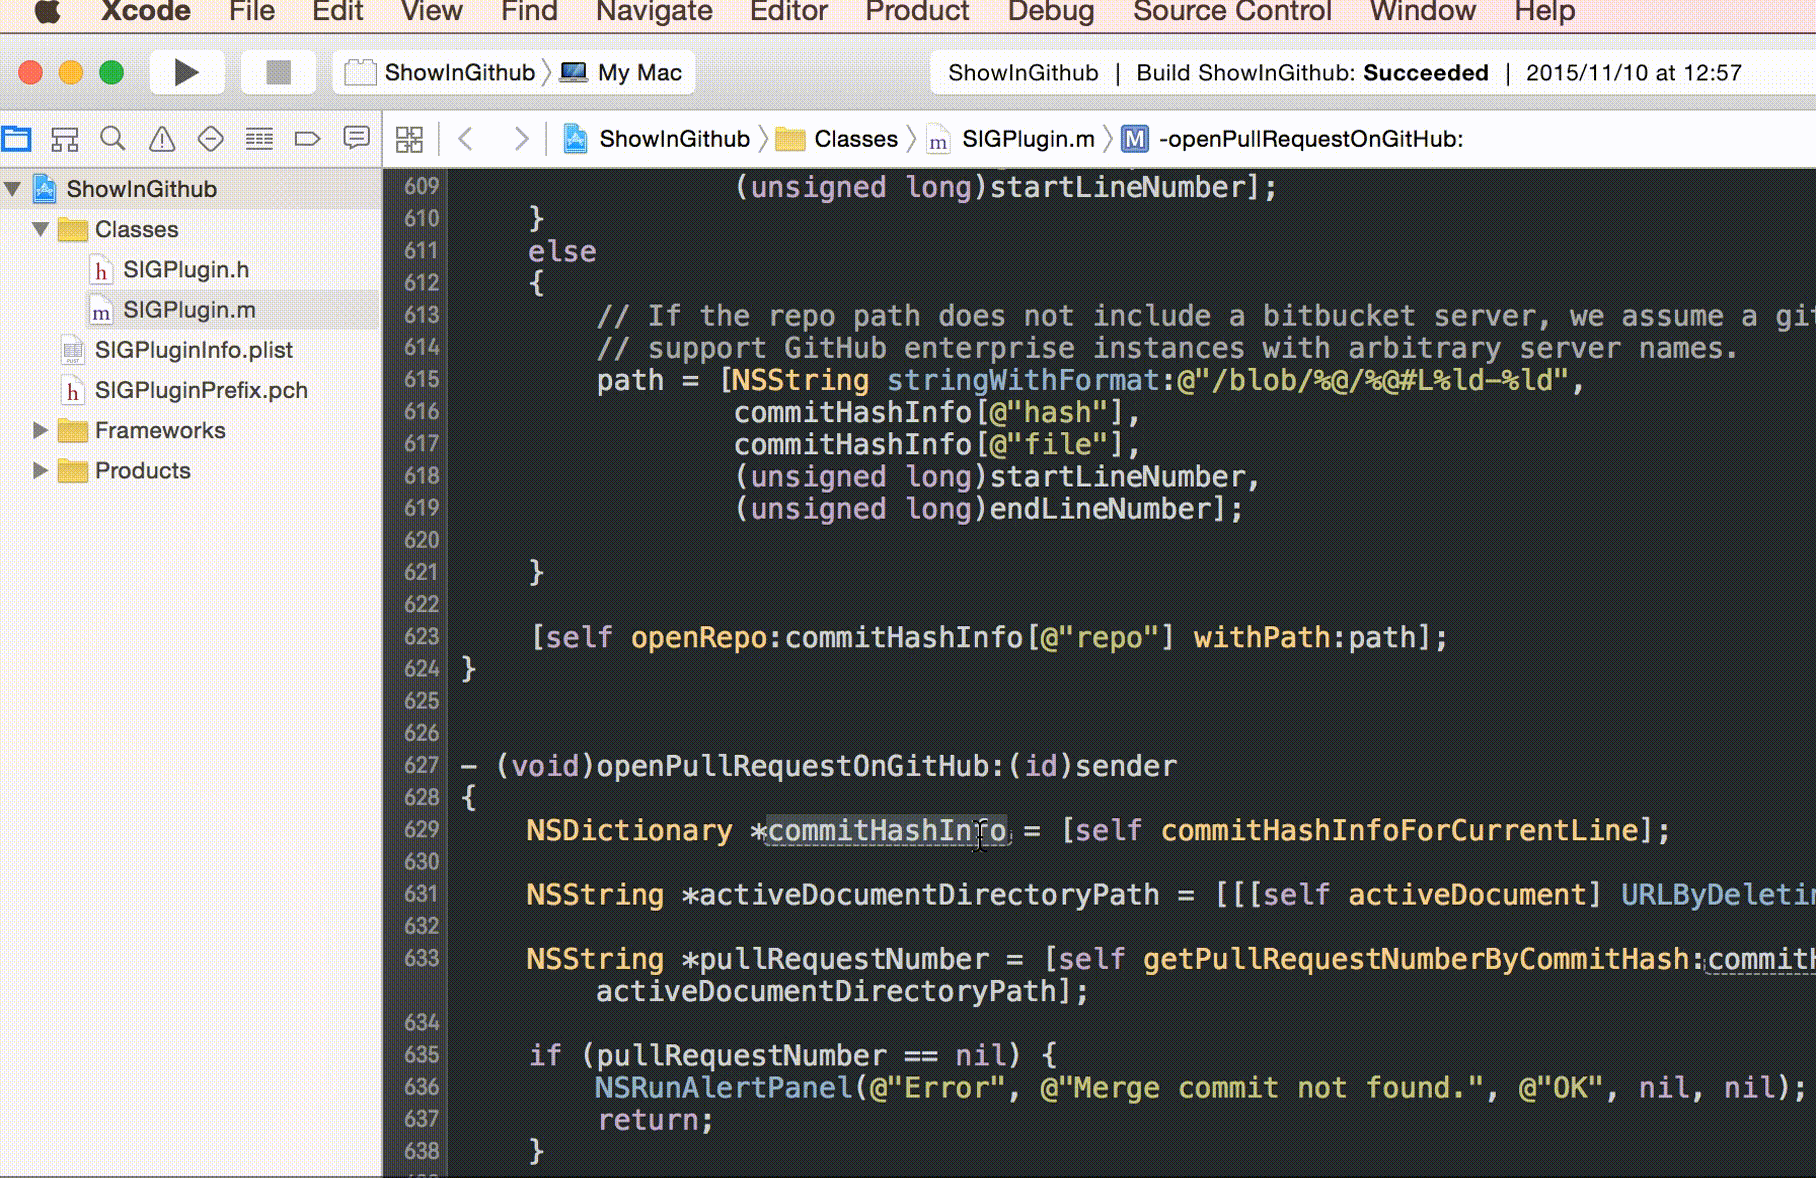 Xcode File Edit View Find Navigate Editor Product Debug Source Control Window Help
ShowInGithub My Mac ShowInGithub | Build ShowInGithub: Succeeded | 2015/11/10 at 12:57
ShowInGithub Classes m SIGPlugin.m M -openPullRequestOnGitHub:
ShowInGithub
Classes
h SIGPlugin.h
m SIGPlugin.m
SIGPluginInfo.plist
h SIGPluginPrefix.pch
Frameworks
Products
609 (unsigned long)startLineNumber];
610 }
611 else
612 {
613 // If the repo path does not include a bitbucket server, we assume a git
614 // support GitHub enterprise instances with arbitrary server names.
615 path = [NSString stringWithFormat:@"/blob/%@/%@#L%ld-%ld",
616 commitHashInfo[@"hash"],
617 commitHashInfo[@"file"],
618 (unsigned long)startLineNumber,
619 (unsigned long)endLineNumber];
620
621 }
622
623 [self openRepo:commitHashInfo[@"repo"] withPath:path];
624 }
625
626
627 - (void)openPullRequestOnGitHub:(id)sender
628 {
629 NSDictionary *commitHashInfo = [self commitHashInfoForCurrentLine];
630
631 NSString *activeDocumentDirectoryPath = [[[self activeDocument] URLByDeletin
632
633 NSString *pullRequestNumber = [self getPullRequestNumberByCommitHash:commitH
activeDocumentDirectoryPath];
634
635 if (pullRequestNumber == nil) {
636 NSRunAlertPanel(@"Error", @"Merge commit not found.", @"OK", nil, nil);
637 return;
638 }